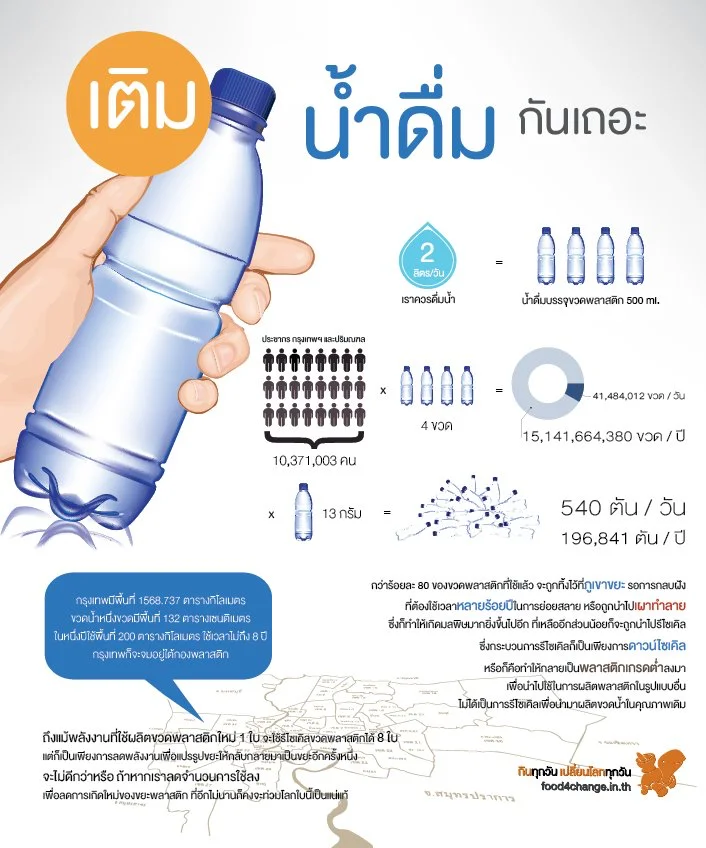 เติม
น้ำดื่ม กันเถอะ
2
ลิตร/วัน
=
เราควรดื่มน้ำ
น้ำดื่มบรรจุขวดพลาสติก 500 ml.
ประชากร กรุงเทพฯ และปริมณฑล
x
=
4 ขวด
41,484,012 ขวด / วัน
15,141,664,380 ขวด / ปี
10,371,003 คน
x
13 กรัม
=
540 ตัน / วัน
196,841 ตัน / ปี
กรุงเทพมีพื้นที่ 1568.737 ตารางกิโลเมตร
ขวดน้ำหนึ่งขวดมีพื้นที่ 132 ตารางเซนติเมตร
ในหนึ่งปีใช้พื้นที่ 200 ตารางกิโลเมตร ใช้เวลาไม่ถึง 8 ปี
กรุงเทพก็จะจมอยู่ใต้กองพลาสติก
กว่าร้อยละ 80 ของขวดพลาสติกที่ใช้แล้ว จะถูกทิ้งไว้ที่ภูเขาขยะ รอการกลบฝัง
ที่ต้องใช้เวลาหลายร้อยปีในการย่อยสลาย หรือถูกนำไปเผาทำลาย
ซึ่งก็ทำให้เกิดมลพิษมากยิ่งขึ้นไปอีก ที่เหลืออีกส่วนน้อยก็จะถูกนำไปรีไซเคิล
ซึ่งกระบวนการรีไซเคิลก็เป็นเพียงการดาวน์ไซเคิล
หรือก็คือทำให้กลายเป็นพลาสติกเกรดต่ำลงมา
เพื่อนำไปใช้ในการผลิตพลาสติกในรูปแบบอื่น
ไม่ได้เป็นการรีไซเคิลเพื่อนำมาผลิตขวดน้ำในคุณภาพเดิม
ถึงแม้พลังงานที่ใช้ผลิตขวดพลาสติกใหม่ 1 ใบ จะใช้รีไซเคิลขวดพลาสติกได้ 8 ใบ
แต่ก็เป็นเพียงการลดพลังงานเพื่อแปรรูปขยะให้กลับกลายมาเป็นขยะอีกครั้งหนึ่ง
จะไม่ดีกว่าหรือ ถ้าหากเราลดจำนวนการใช้ลง
เพื่อลดการเกิดใหม่ของขยะพลาสติก ที่อีกไม่นานก็คงจะท่วมโลกใบนี้เป็นแน่แท้
จ.สมุทรปราการ
กินทุกวัน เปลี่ยนโลกทุกวัน
food4change.in.th